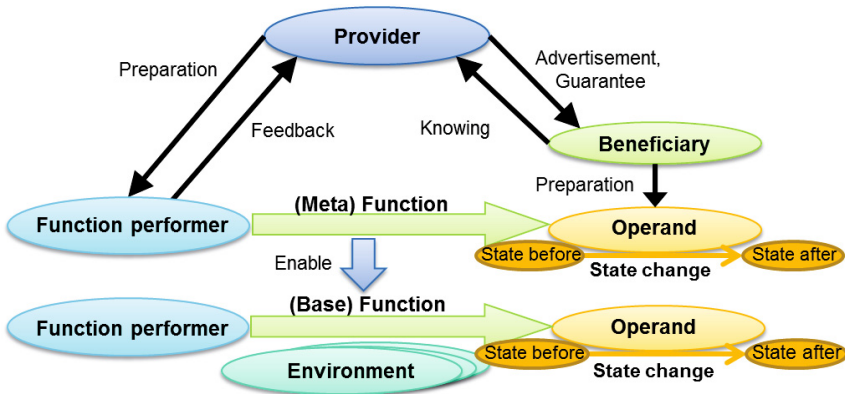 Provider
Preparation
Advertisement,
Guarantee
Feedback
Knowing
Beneficiary
Preparation
(Meta) Function
Function performer
Operand
State before
State after
State change
Enable
(Base) Function
Function performer
Operand
State before
State after
State change
Environment